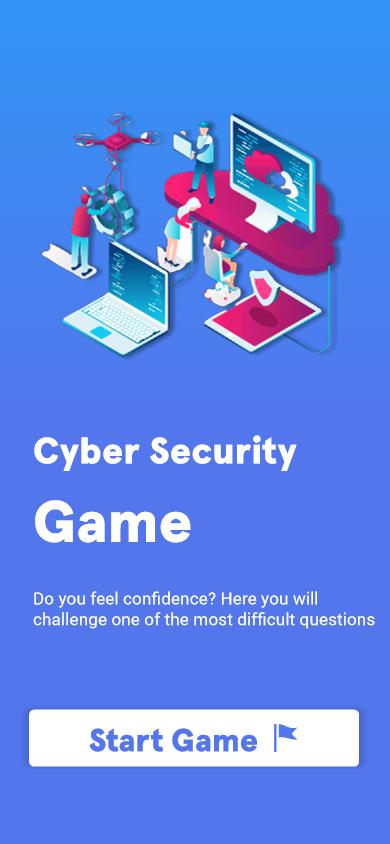 Cyber Security
Game
Do you feel confidence? Here you will
challenge one of the most difficult questions
Start Game